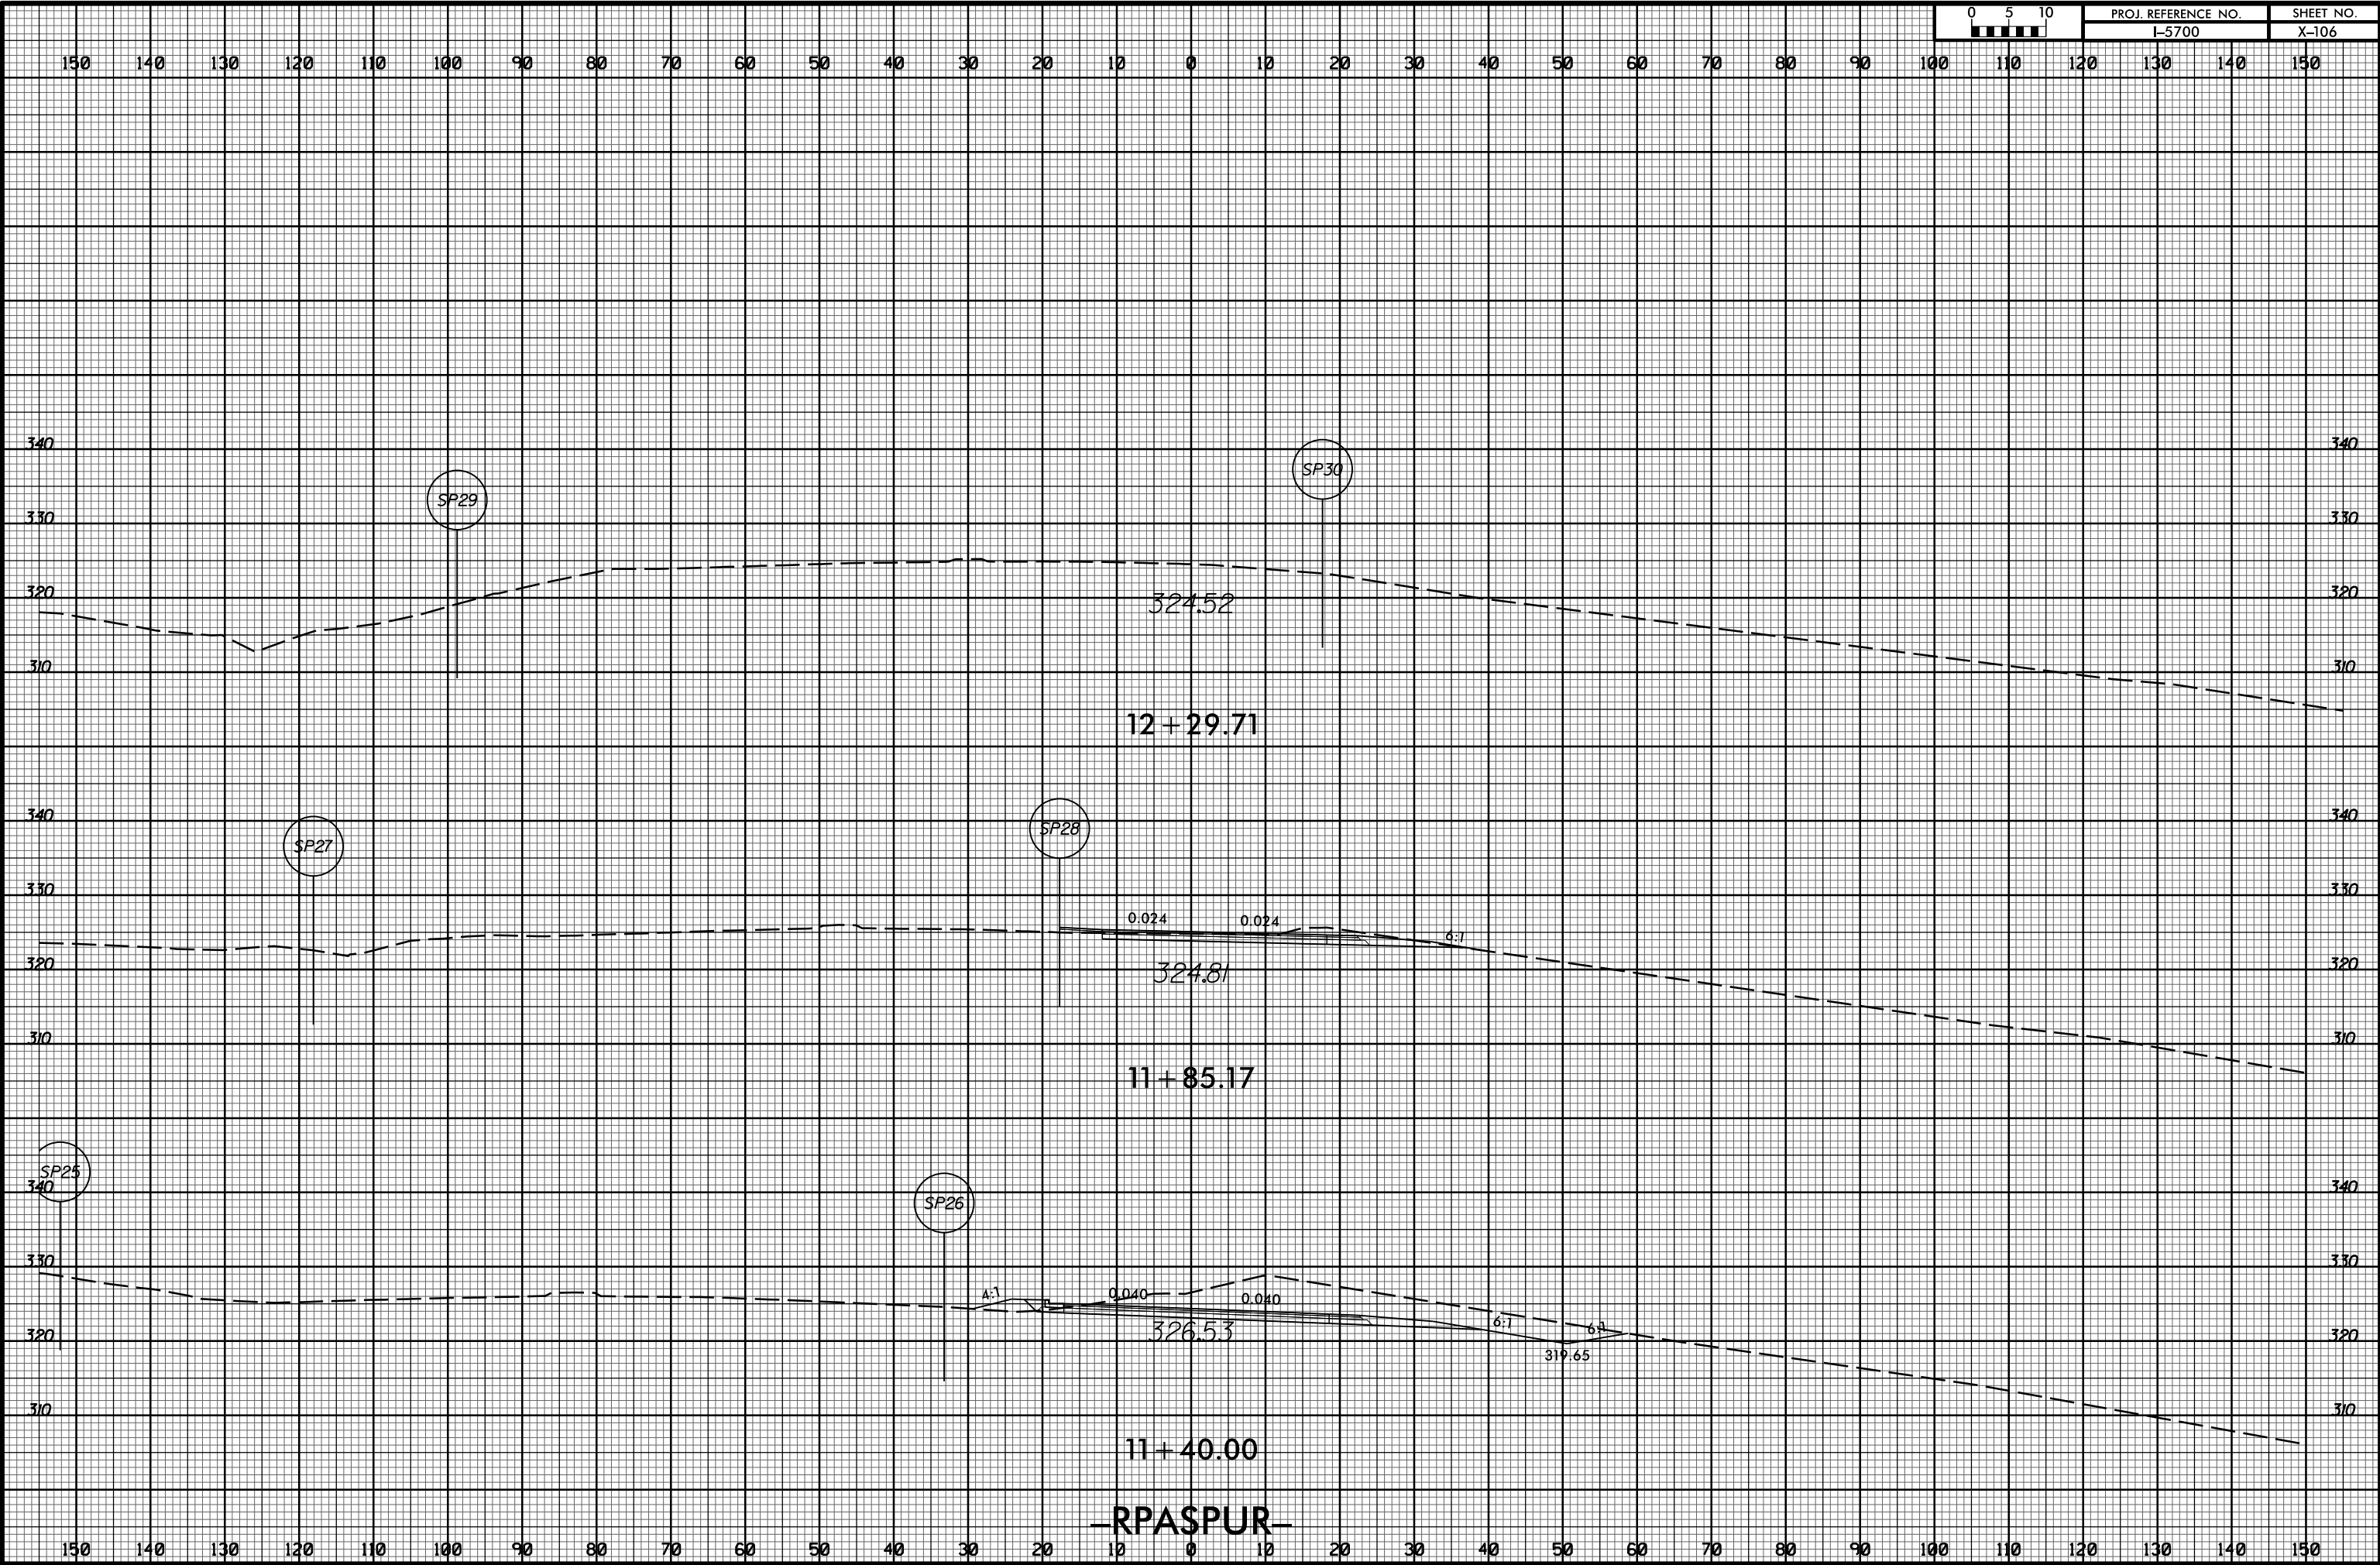 0 5 10 PROJ. REFERENCE NO. SHEET NO.
I–5700 X–106
150 140 130 120 110 100 90 80 70 60 50 40 30 20 10 0 10 20 30 40 50 60 70 80 90 100 110 120 130 140 150
340 340
SP29 SP30
330 330
320 324.52 320
310 310
12+29.71
340 340
SP27 SP28
330 330
0.024 0.024 6:1
320 324.81 320
310 310
11+85.17
SP25
340 340
SP26
330 330
4:1 0.040 0.040
320 326.53 6:1 6:1 320
319.65
310 310
11+40.00
–RPASPUR–
150 140 130 120 110 100 90 80 70 60 50 40 30 20 10 0 10 20 30 40 50 60 70 80 90 100 110 120 130 140 150